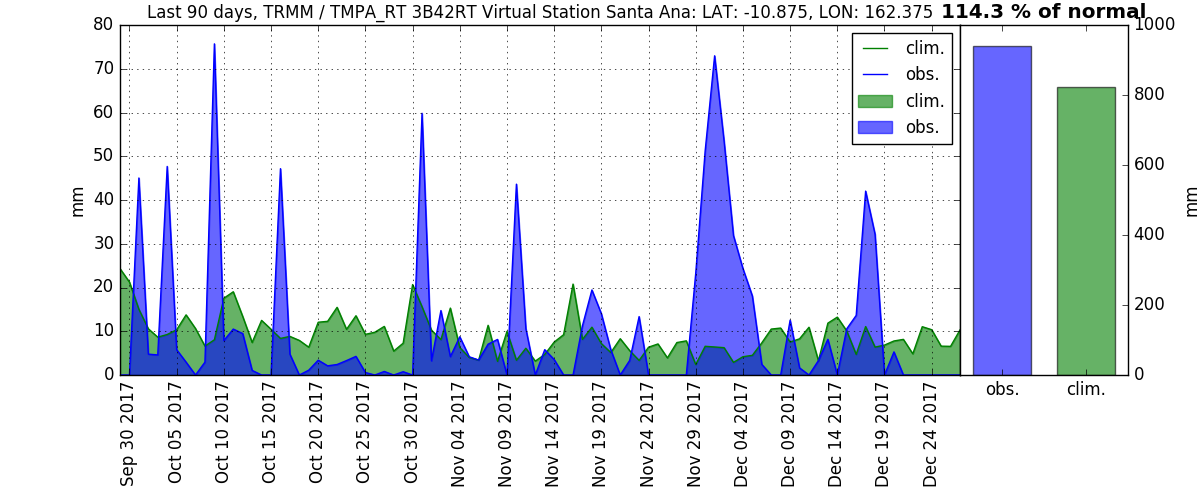 Last 90 days, TRMM / TMPA_RT 3B42RT Virtual Station Santa Ana: LAT: -10.875, LON: 162.375 114.3 % of normal
80
70
60
50
40
30
20
10
0
mm
clim.
obs.
clim.
obs.
Sep 30 2017
Oct 05 2017
Oct 10 2017
Oct 15 2017
Oct 20 2017
Oct 25 2017
Oct 30 2017
Nov 04 2017
Nov 09 2017
Nov 14 2017
Nov 19 2017
Nov 24 2017
Nov 29 2017
Dec 04 2017
Dec 09 2017
Dec 14 2017
Dec 19 2017
Dec 24 2017
1000
800
600
400
200
0
mm
obs.
clim.